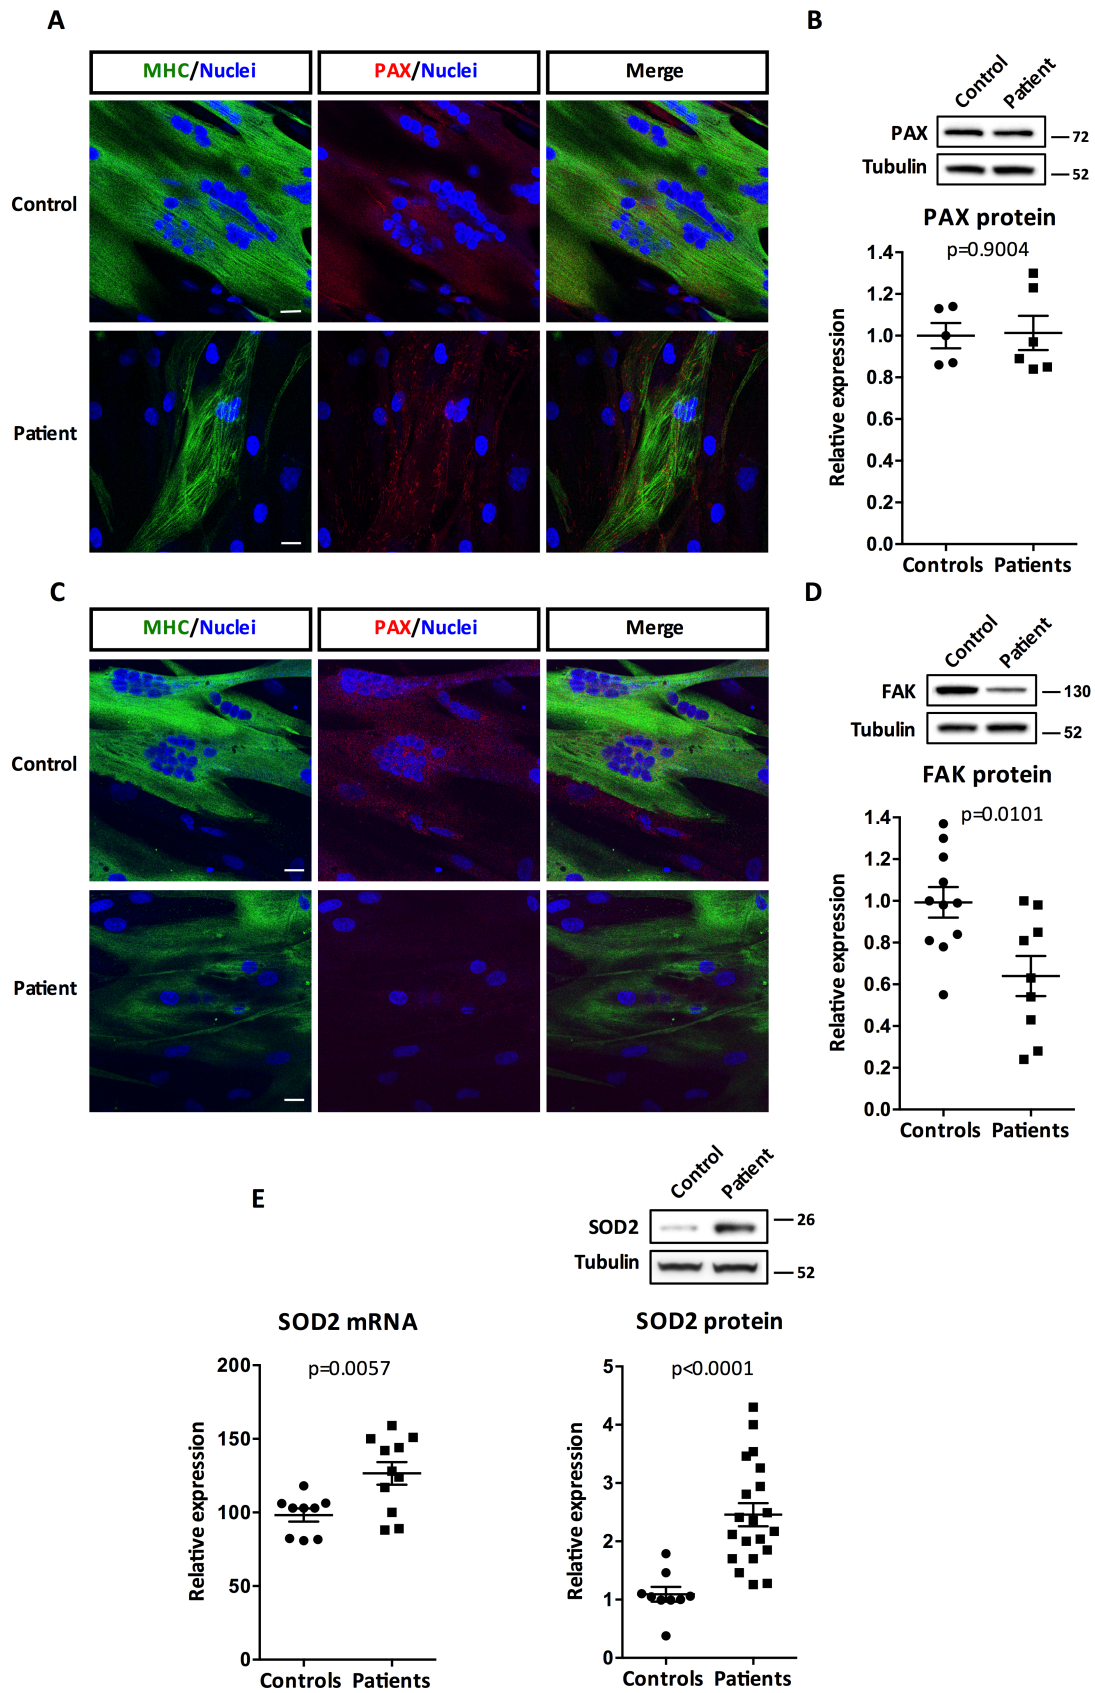 A
MHC/Nuclei
PAX/Nuclei
Merge
Control
Patient
B
Control
Patient
PAX
72
Tubulin
52
PAX protein
p=0.9004
Relative expression
1.4
1.2
1.0
0.8
0.6
0.4
0.2
0.0
Controls Patients
C
MHC/Nuclei
PAX/Nuclei
Merge
Control
Patient
D
Control
Patient
FAK
130
Tubulin
52
FAK protein
p=0.0101
Relative expression
1.4
1.2
1.0
0.8
0.6
0.4
0.2
0.0
Controls Patients
E
SOD2 mRNA
p=0.0057
Relative expression
200
150
100
50
0
Controls Patients
Control
Patient
SOD2
26
Tubulin
52
SOD2 protein
p<0.0001
Relative expression
5
4
3
2
1
0
Controls Patients